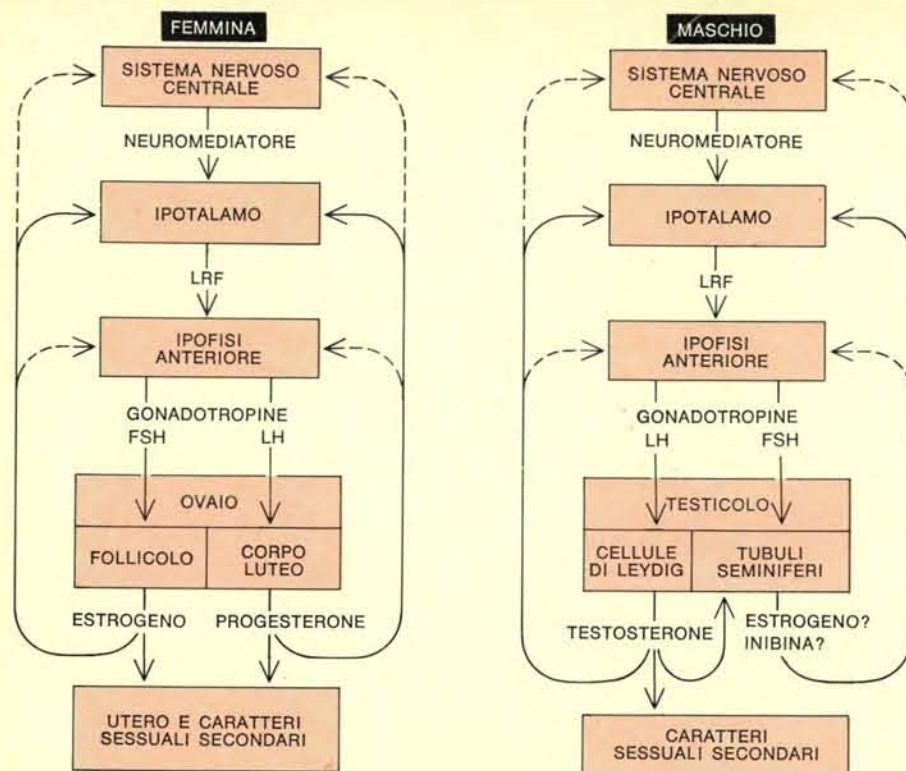 FEMMINA
SISTEMA NERVOSO
CENTRALE
NEUROMEDIATORE
IPOTALAMO
LRF
IPOFISI
ANTERIORE
GONADOTROPINE
FSH LH
OVAIO
FOLLICOLO
CORPO
LUTEO
ESTROGENO
PROGESTERONE
UTERO E CARATTERI
SESSUALI SECONDARI
MASCHIO
SISTEMA NERVOSO
CENTRALE
NEUROMEDIATORE
IPOTALAMO
LRF
IPOFISI
ANTERIORE
GONADOTROPINE
LH FSH
TESTICOLO
CELLULE
DI LEYDIG
TUBULI
SEMINIFERI
TESTOSTERONE
ESTROGENO?
INIBINA?
CARATTERI
SESSUALI SECONDARI